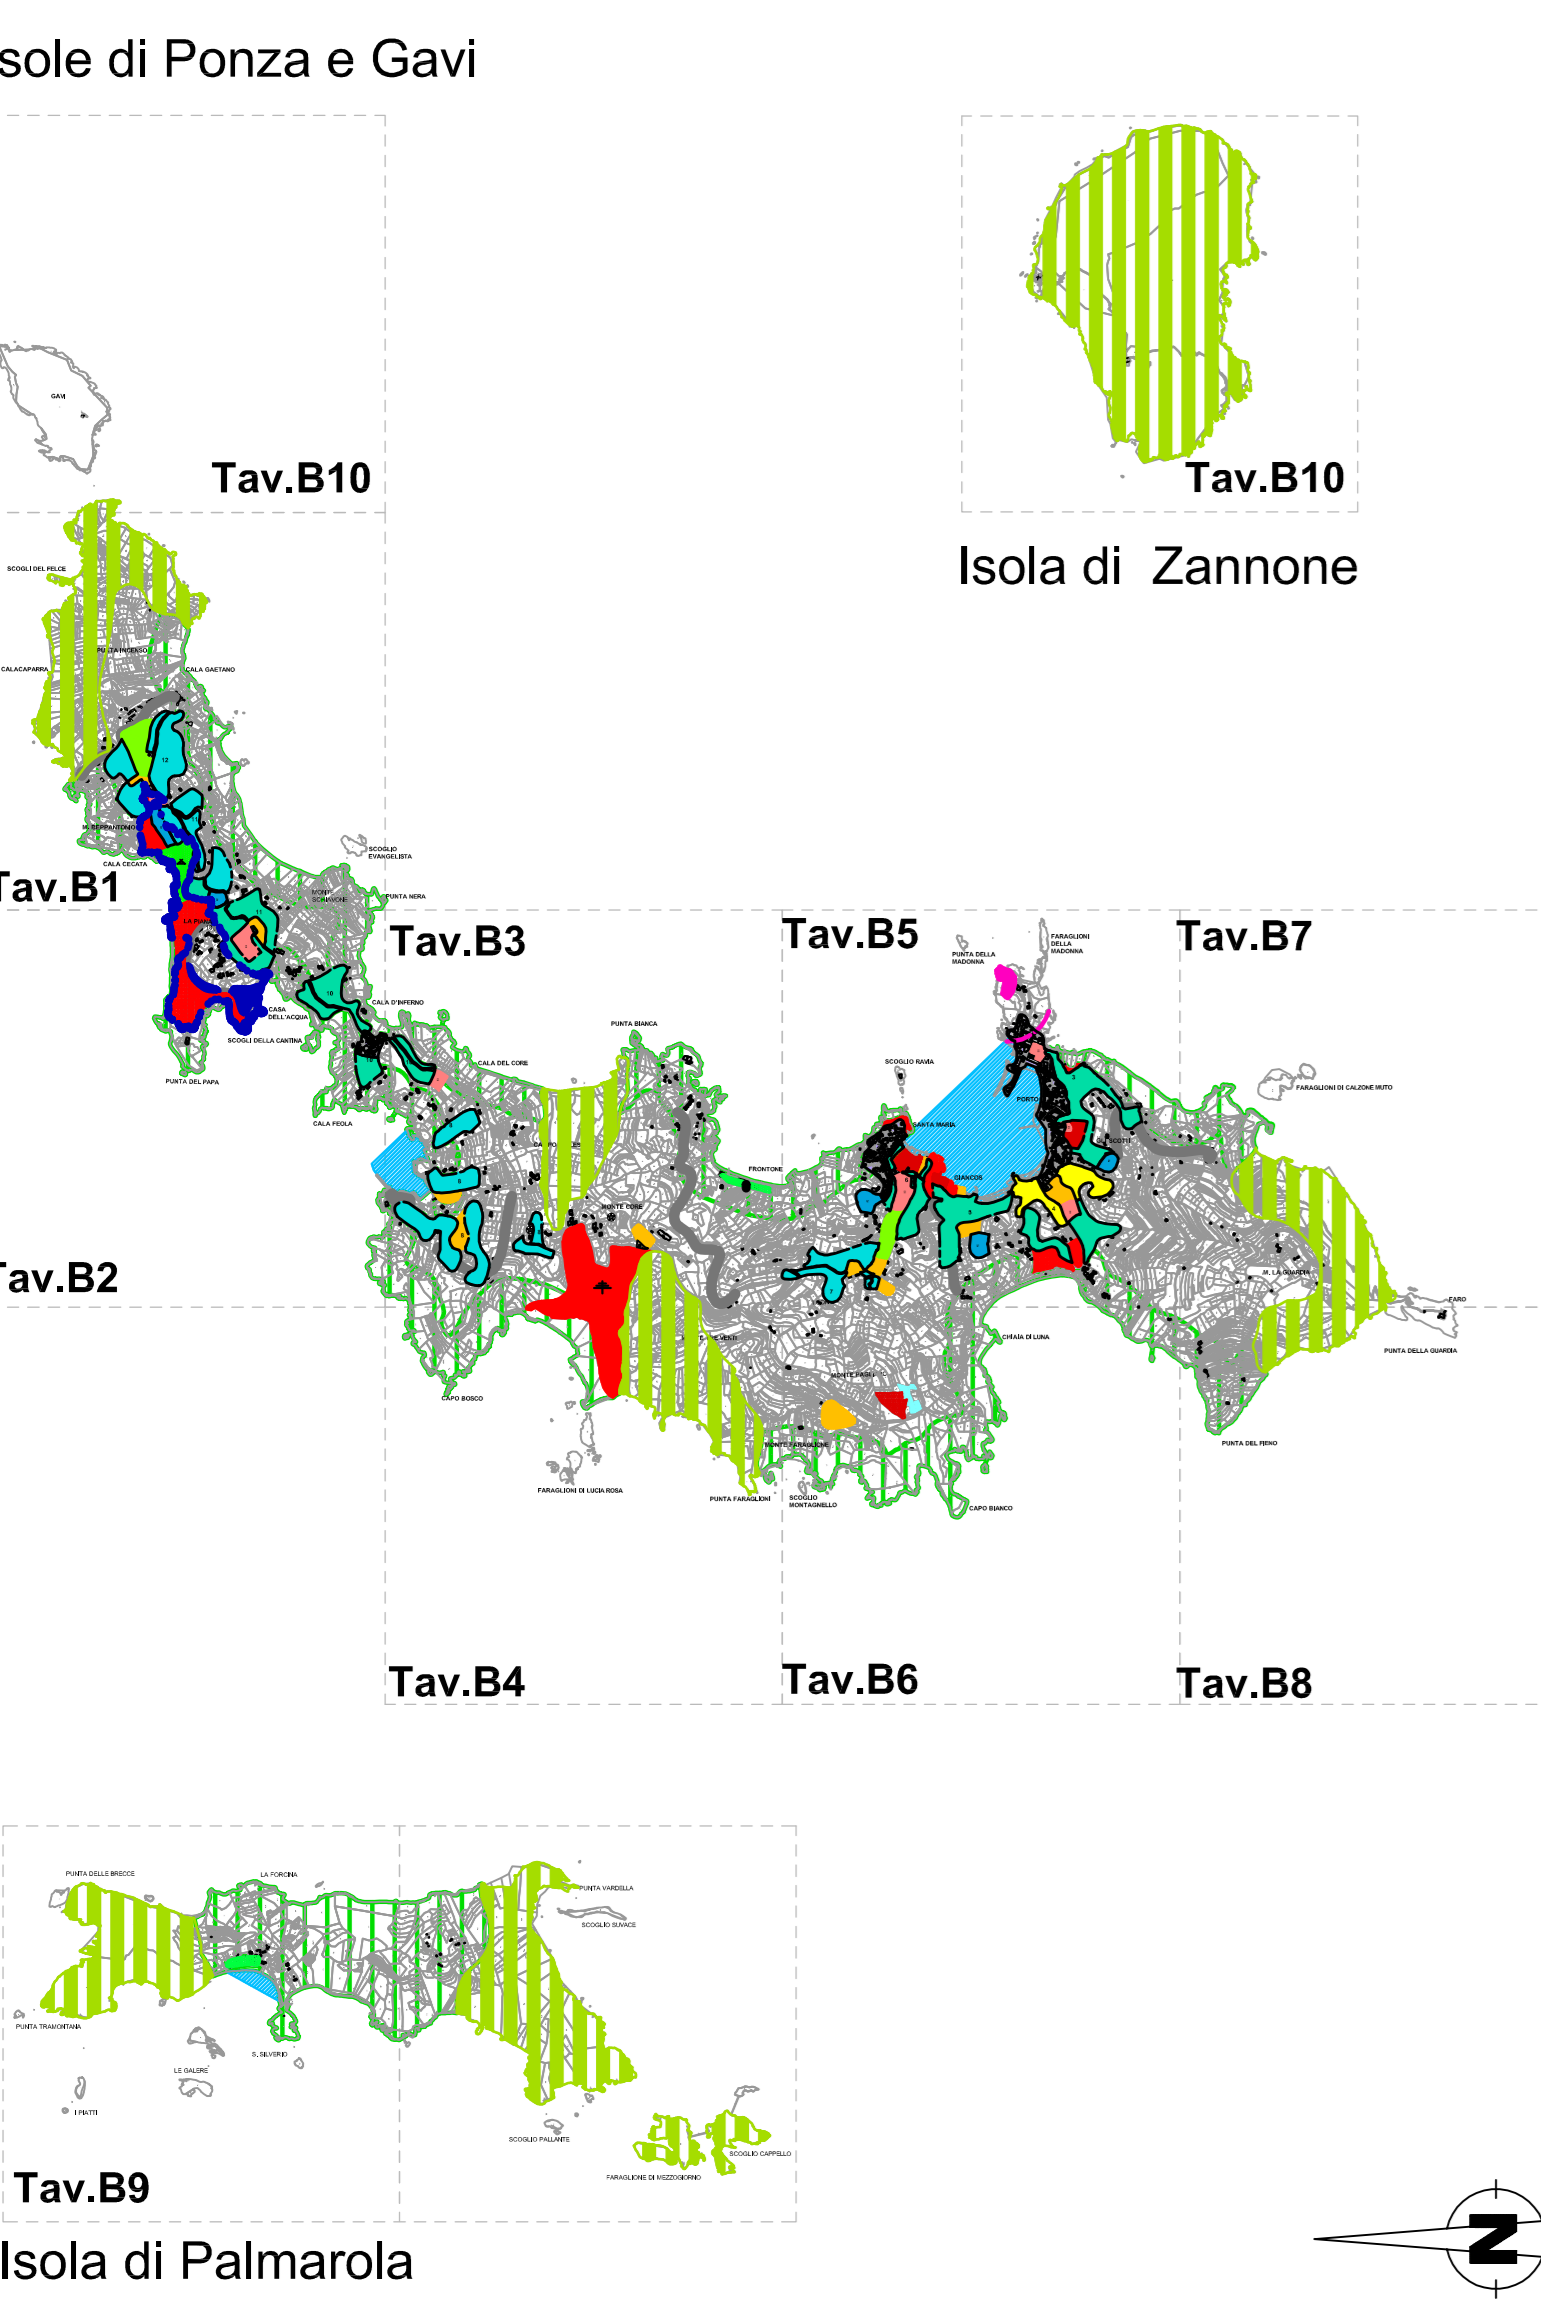 sole di Ponza e Gavi
GAVI
Tav.B10
Tav.B10
Isola di Zannone
SCOGLI DEL FELCE
PUNTA INCENSO
CALACAPARRA
CALA GAETANO
12
M. BEPPANTONIO
CALA CECATA
SCOGLIO
EVANGELISTA
Tav.B1
MONTE
SCHIAVONE
PUNTA NERA
LA PIANA
11
Tav.B3
Tav.B5
Tav.B7
PUNTA DELLA
MADONNA
FARAGLIONI
DELLA
MADONNA
10
CALA D'INFERNO
CASA
DELL'ACQUA
SCOGLI DELLA CANTINA
PUNTA DEL PAPA
PUNTA BIANCA
CALA DEL CORE
SCOGLIO RAVIA
FARAGLIONI DI CALZONE MUTO
PORTO
CALA FEOLA
SANTA MARIA
GLI SCOTTI
FRONTONE
GIANCOS
MONTE CORE
Tav.B2
M. LA GUARDIA
FARO
CHIAIA DI LUNA
PUNTA DELLA GUARDIA
CAPO BOSCO
MONTE FARAGLIONE
PUNTA DEL FIENO
FARAGLIONI DI LUCIA ROSA
PUNTA FARAGLIONI
SCOGLIO
MONTAGNELLO
CAPO BIANCO
Tav.B4
Tav.B6
Tav.B8
PUNTA DELLE BRECCE
LA FORCINA
PUNTA VARDELLA
SCOGLIO SUVACE
PUNTA TRAMONTANA
S. SILVERIO
LE GALERE
I PIATTI
SCOGLIO PALLANTE
SCOGLIO CAPPELLO
FARAGLIONE DI MEZZOGIORNO
Tav.B9
Isola di Palmarola
N